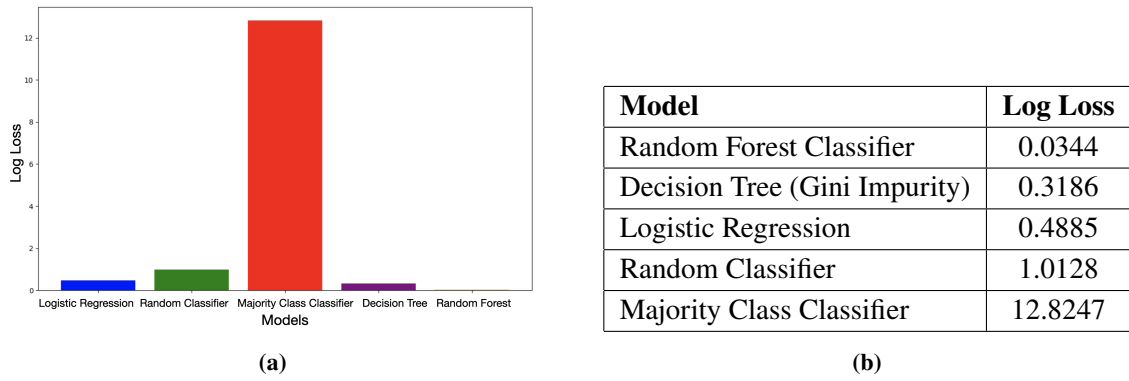 12
10
8
6
4
2
0
Log Loss
Logistic Regression Random Classifier Majority Class Classifier Decision Tree Random Forest
Models
(a)
Model Log Loss
Random Forest Classifier 0.0344
Decision Tree (Gini Impurity) 0.3186
Logistic Regression 0.4885
Random Classifier 1.0128
Majority Class Classifier 12.8247
(b)